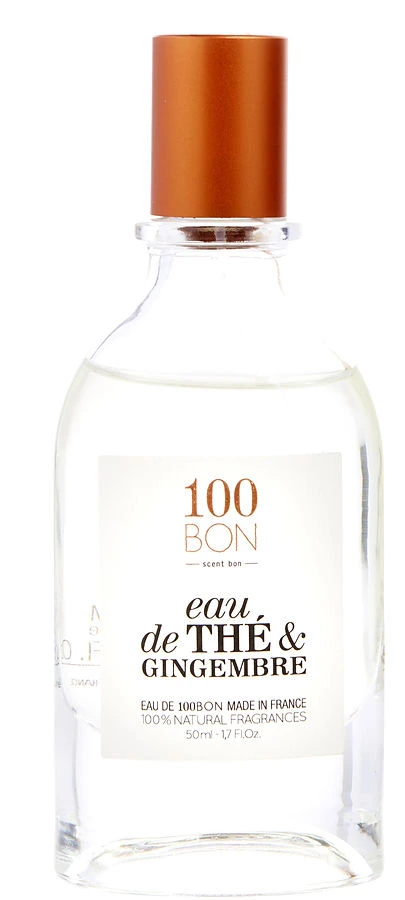 100
BON
scent bon
eau
de THÉ &
GINGEMBRE
EAU DE 100BON MADE IN FRANCE
100% NATURAL FRAGRANCES
50ml - 1,7 Fl.Oz.